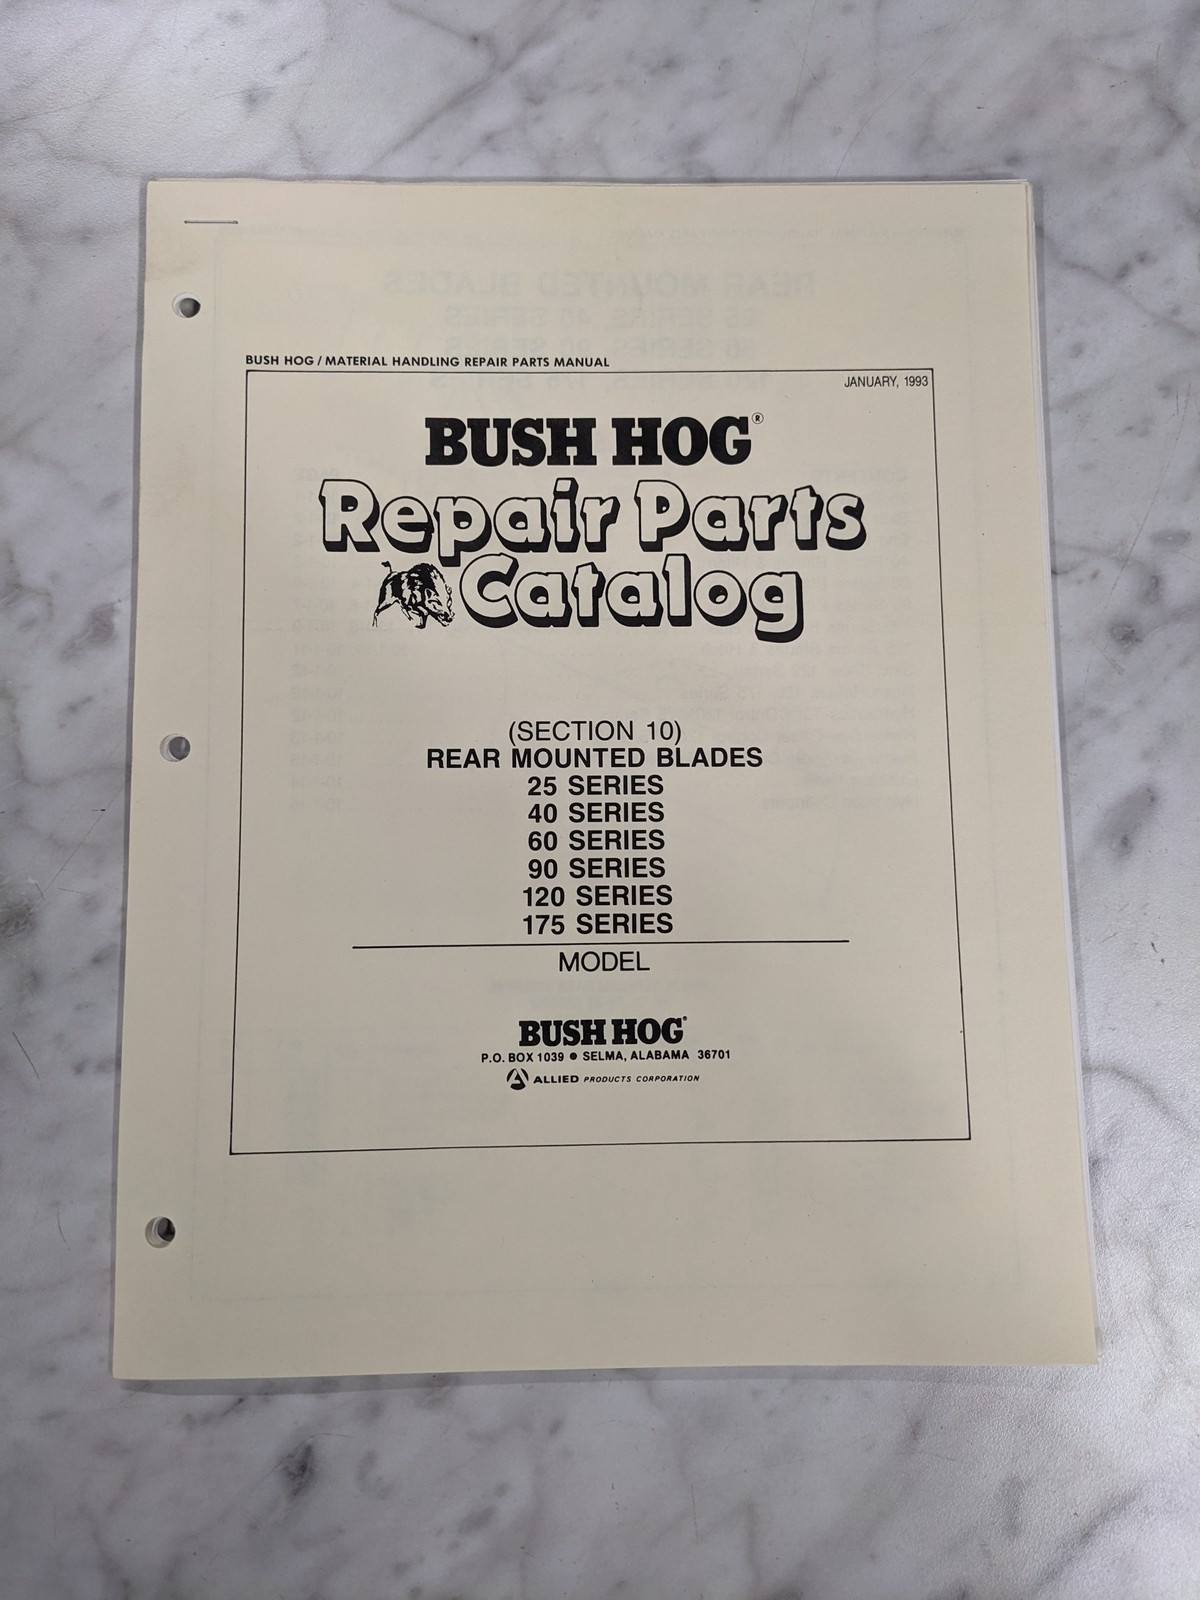 BUSH HOG / MATERIAL HANDLING REPAIR PARTS MANUAL
JANUARY, 1993
BUSH HOG®
Repair Parts
Catalog
(SECTION 10)
REAR MOUNTED BLADES
25 SERIES
40 SERIES
60 SERIES
90 SERIES
120 SERIES
175 SERIES
MODEL
BUSH HOG®
P.O. BOX 1039 ● SELMA, ALABAMA 36701
ALLIED PRODUCTS CORPORATION